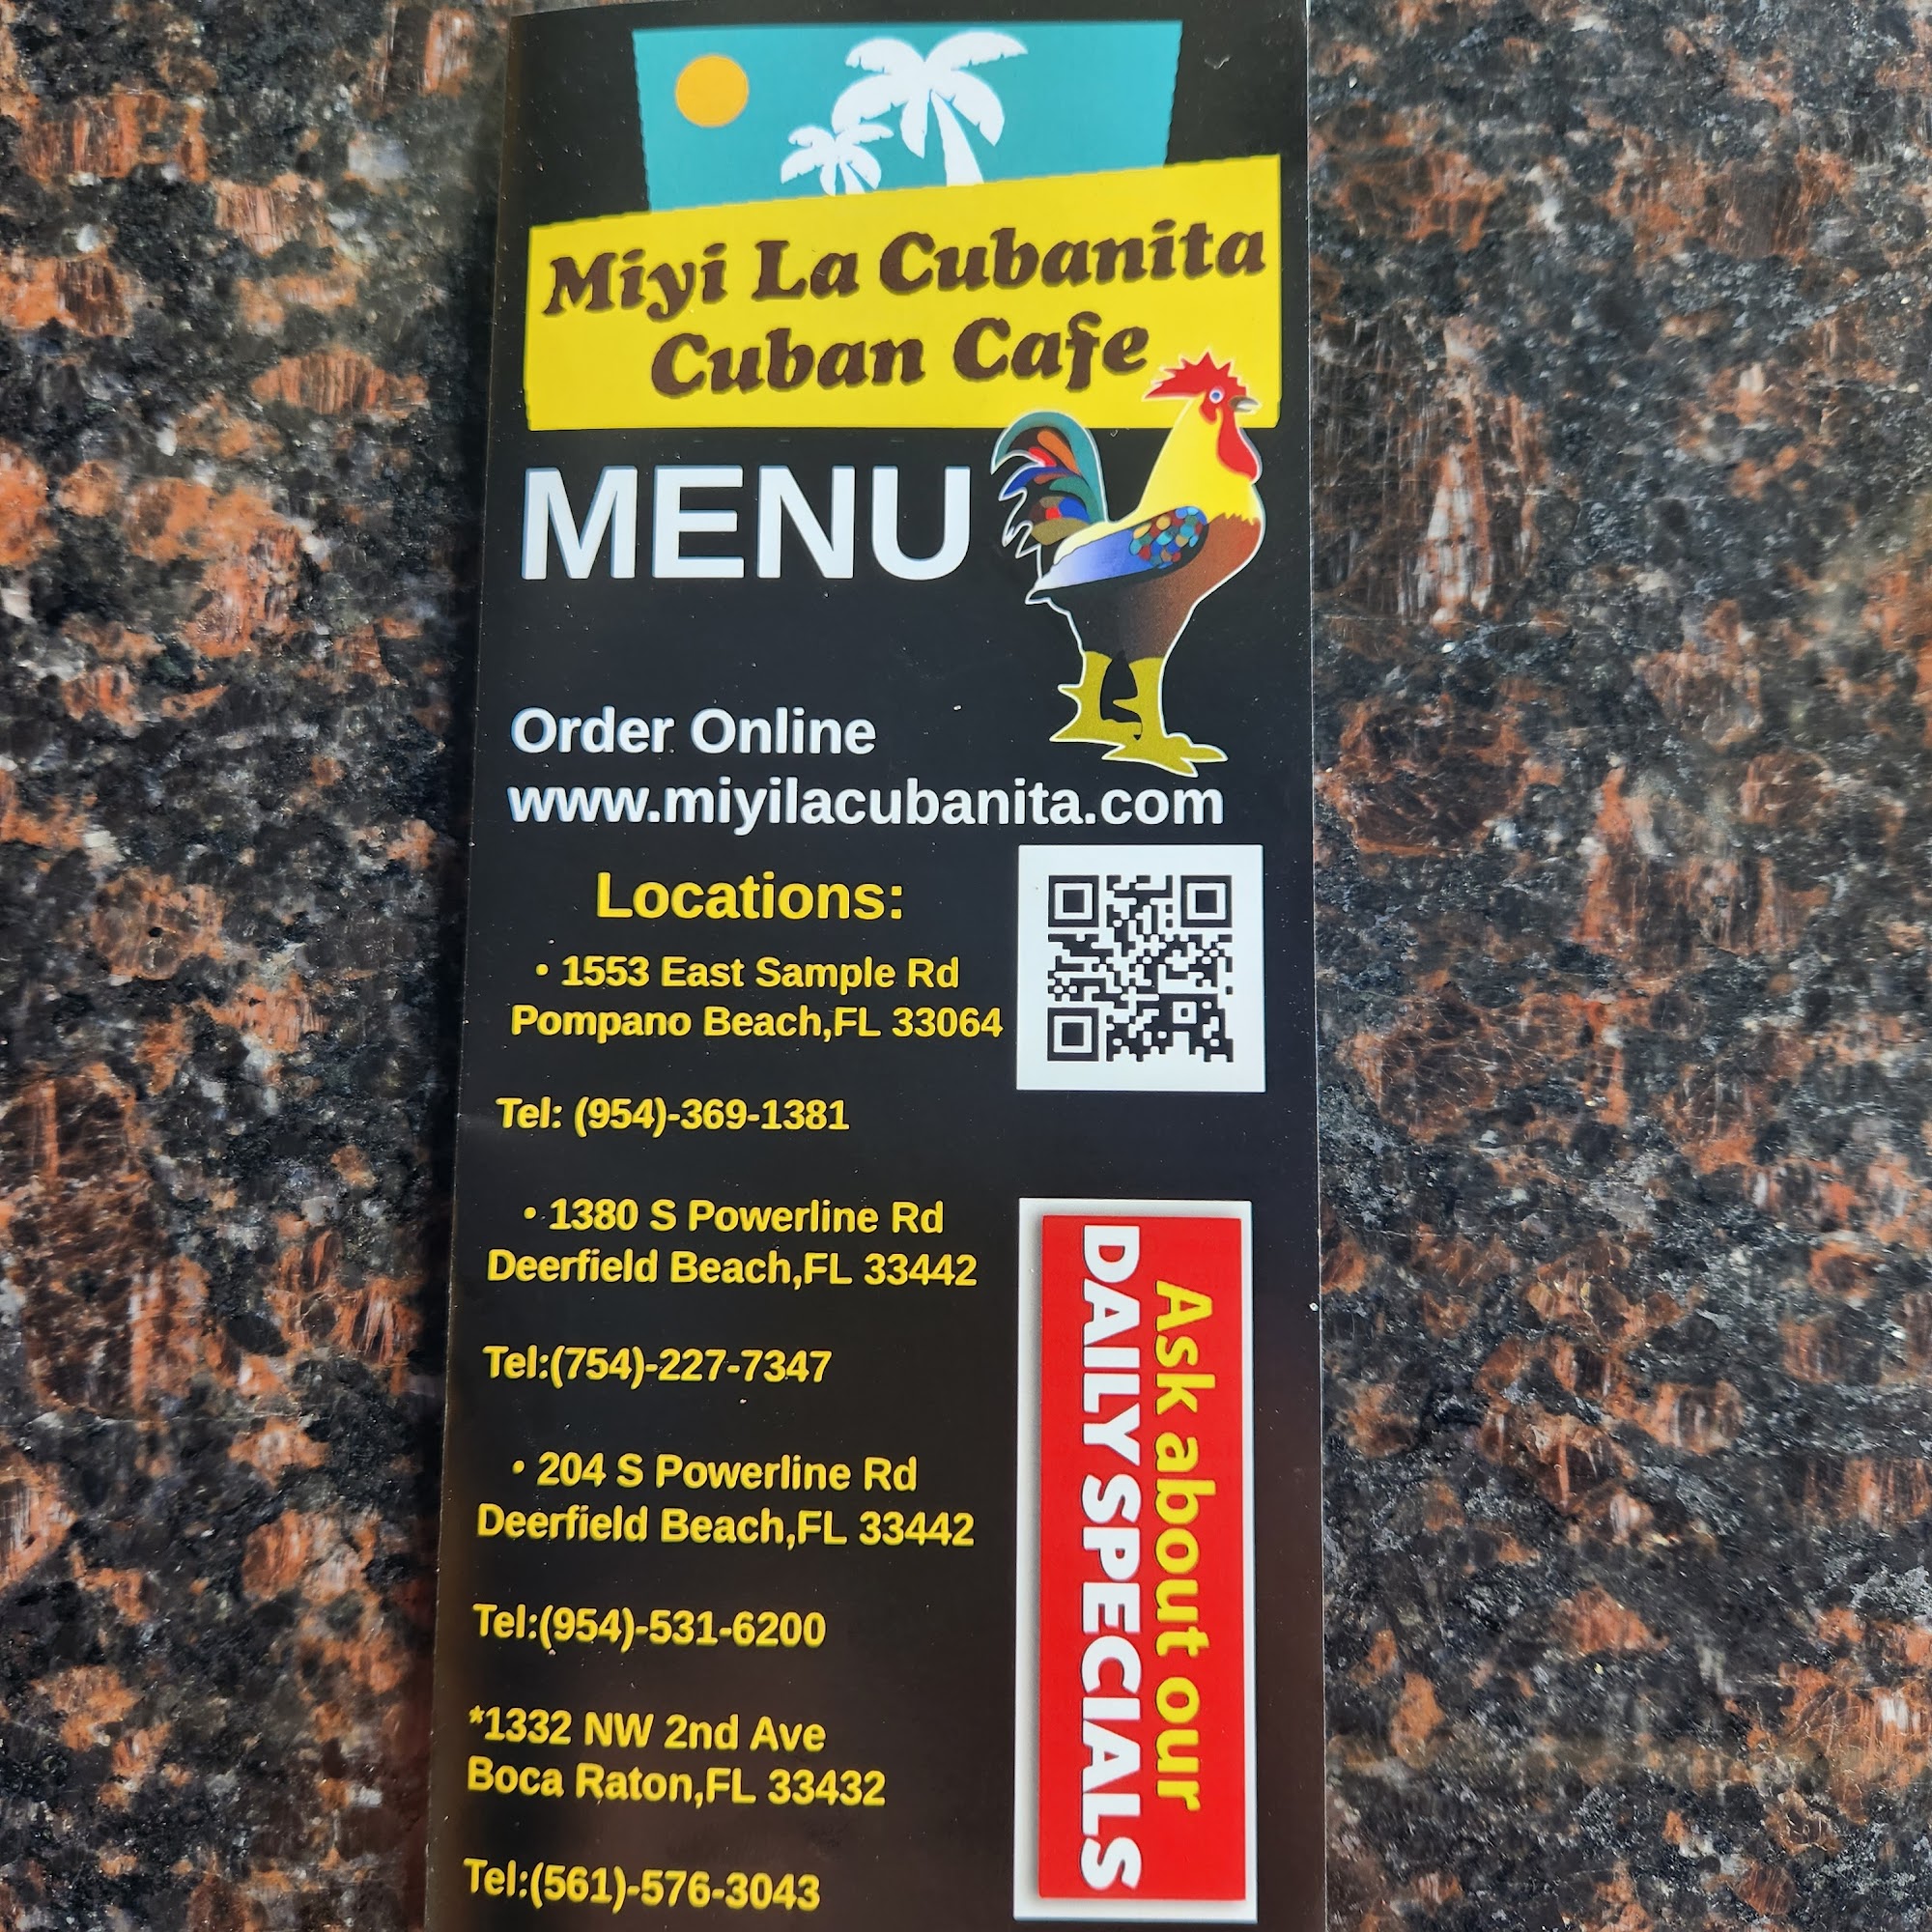 Miyi La Cubanita
Cuban Cafe
MENU
Order Online
www.miyilacubanita.com
Locations:
• 1553 East Sample Rd
Pompano Beach,FL 33064
Tel: (954)-369-1381
• 1380 S Powerline Rd
Deerfield Beach,FL 33442
Tel:(754)-227-7347
• 204 S Powerline Rd
Deerfield Beach,FL 33442
Tel:(954)-531-6200
*1332 NW 2nd Ave
Boca Raton,FL 33432
Tel:(561)-576-3043
Ask about our
DAILY SPECIALS